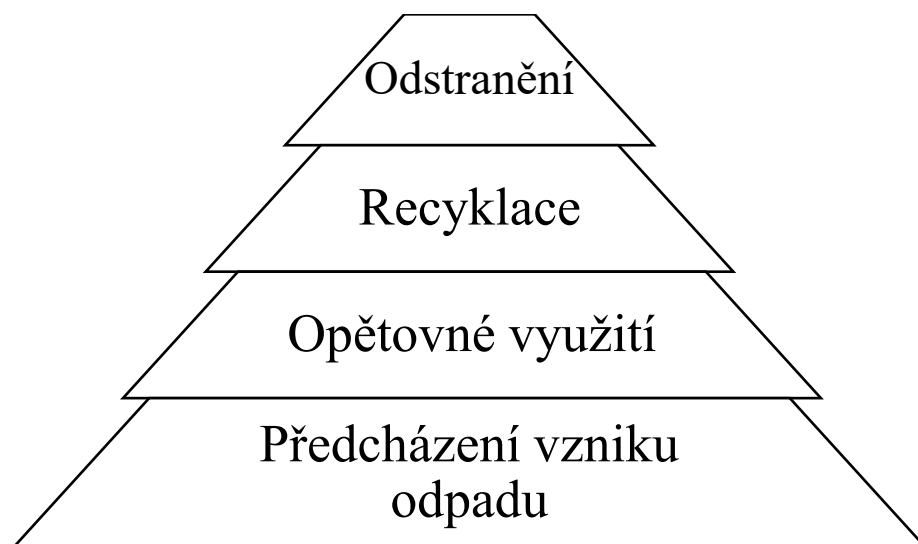 Odstranění
Recyklace
Opětovné využití
Předcházení vzniku
odpadu